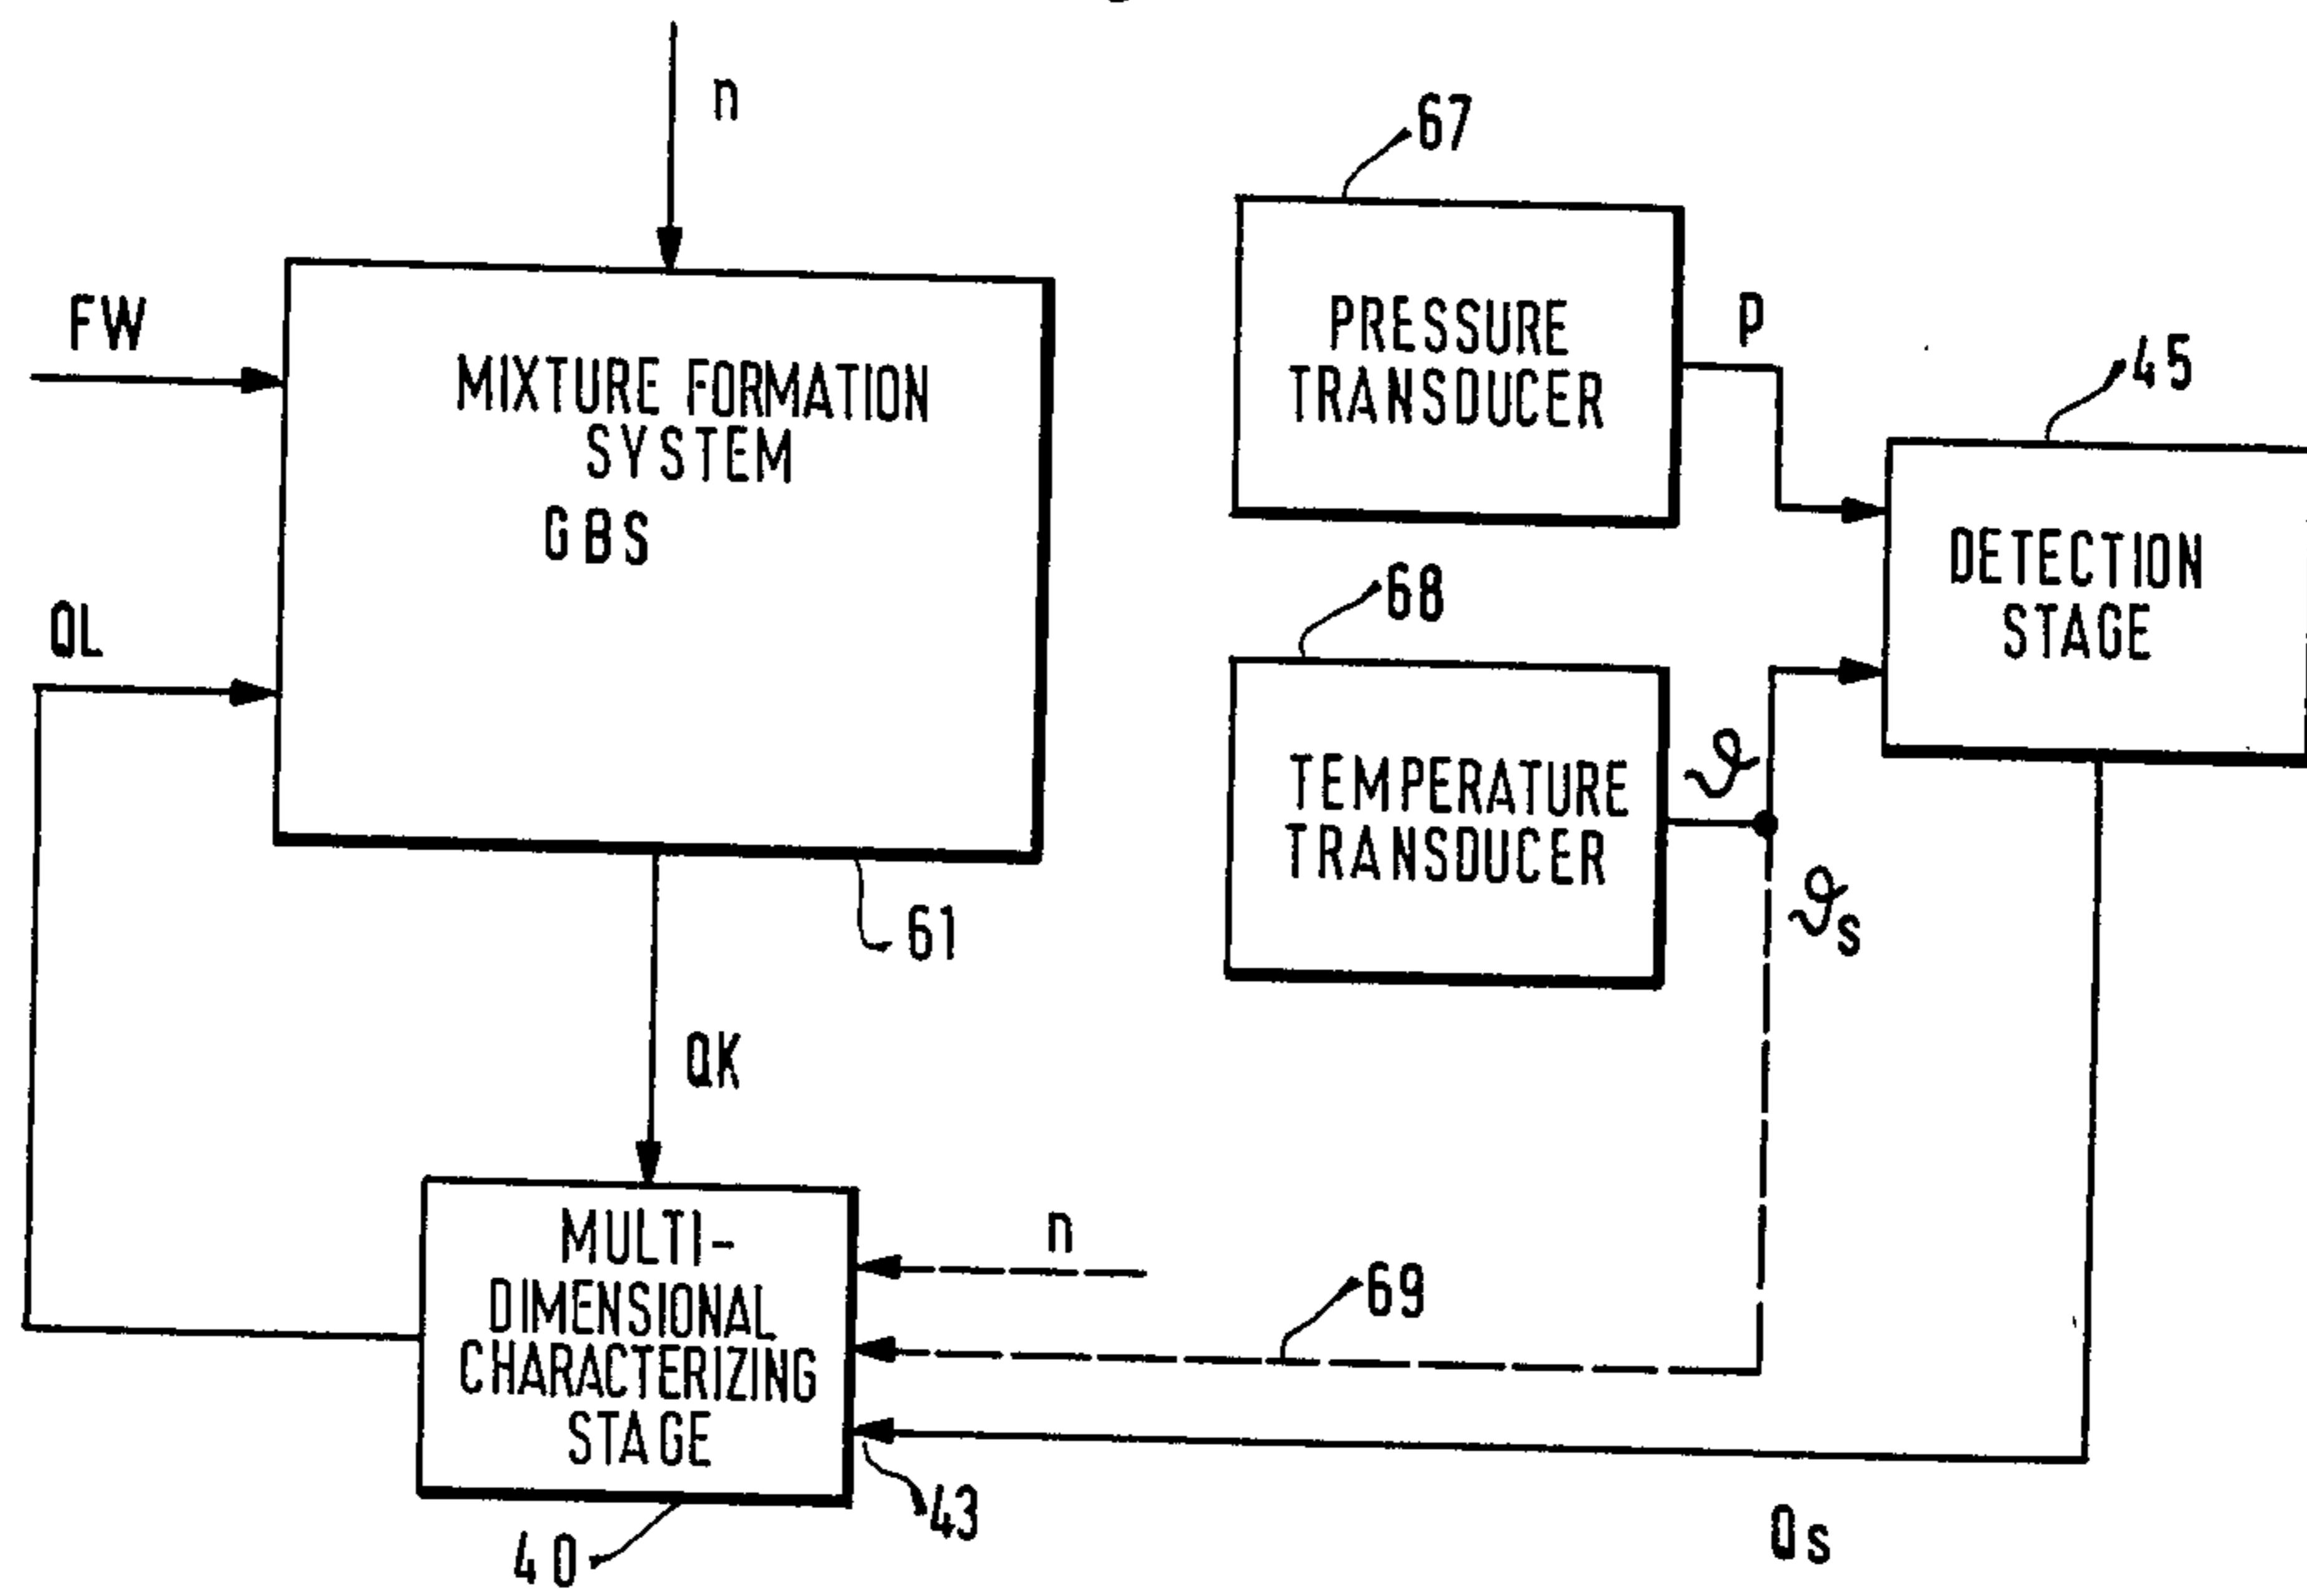 n
67
FW
PRESSURE
TRANSDUCER
P
45
MIXTURE FORMATION
SYSTEM
GBS
DETECTION
STAGE
68
QL
TEMPERATURE
TRANSDUCER
ϑ
ϑs
61
QK
MULTI-
DIMENSIONAL
CHARACTERIZING
STAGE
n
69
43
40
Qs